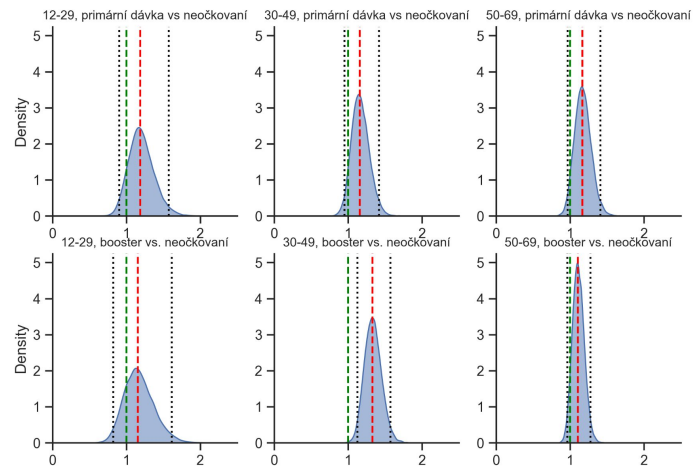 12-29, primární dávka vs neočkovaní
30-49, primární dávka vs neočkovaní
50-69, primární dávka vs neočkovaní
5
4
3
2
1
0
Density
0 1 2
0 1 2
0 1 2
12-29, booster vs. neočkovaní
30-49, booster vs. neočkovaní
50-69, booster vs. neočkovaní
5
4
3
2
1
0
Density
0 1 2
0 1 2
0 1 2